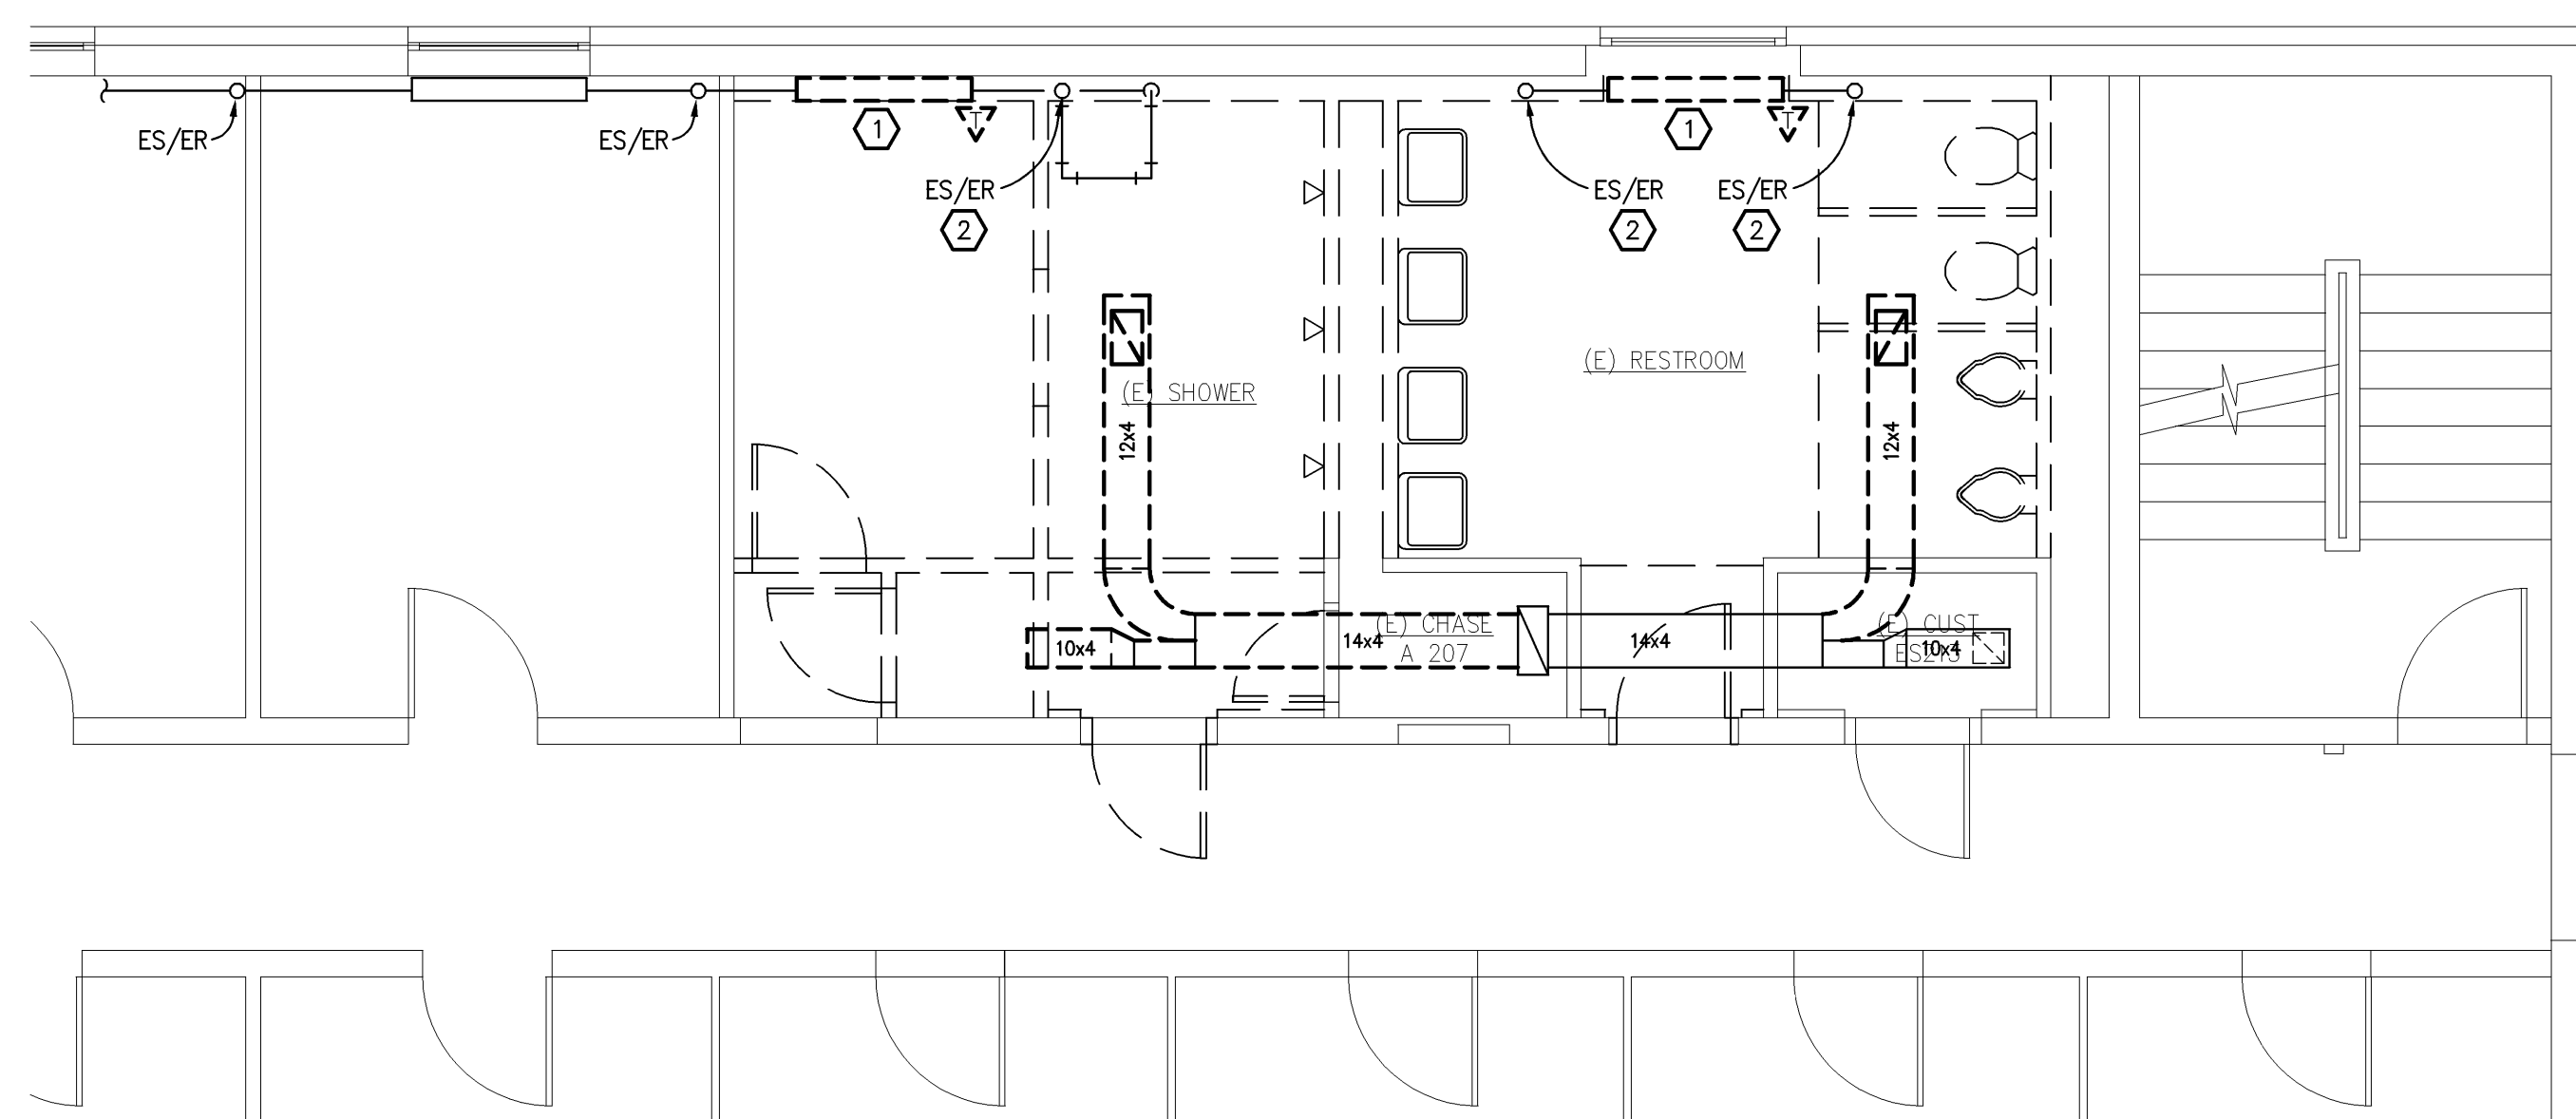 ES/ER
ES/ER
1
T
1
T
ES/ER
2
ES/ER
2
ES/ER
2
(E) RESTROOM
(E) SHOWER
12x4
12x4
(E) CHASE
A 207
(E) CUST
ES213
10x4
14x4
14x4
10x4